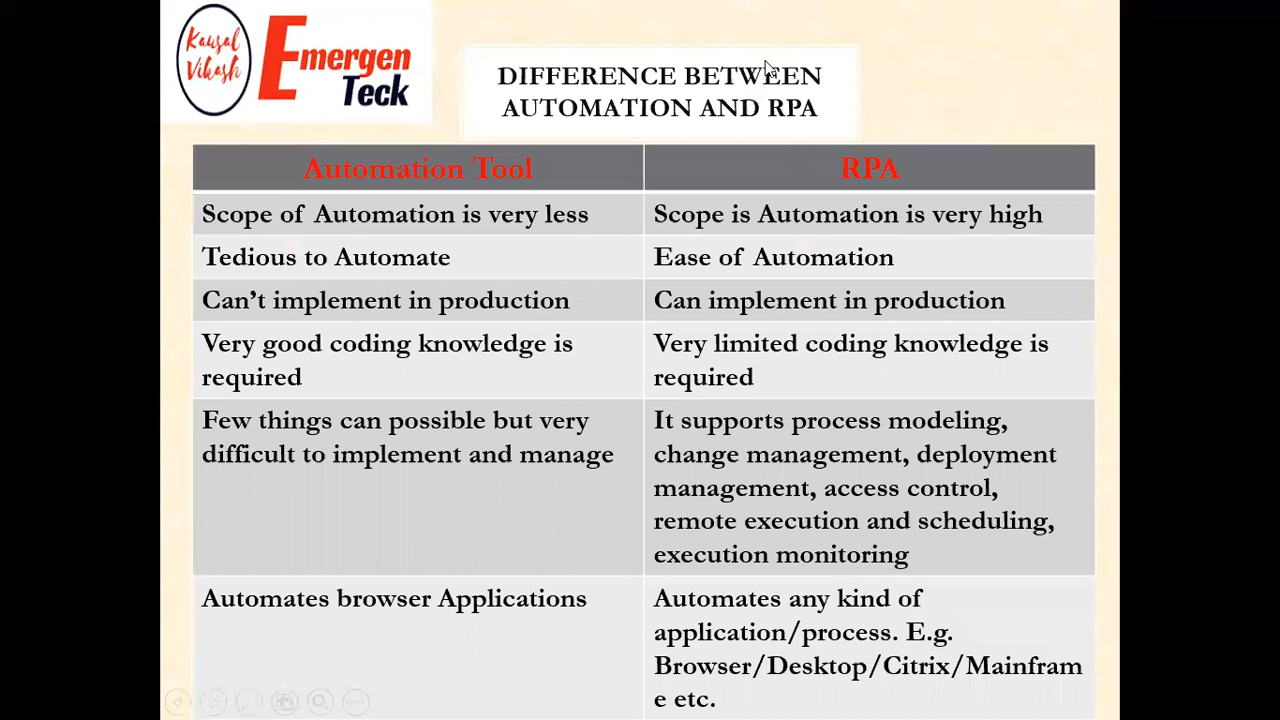 Kausal
Vikash
Emergen
Teck
DIFFERENCE BETWEEN
AUTOMATION AND RPA
Automation Tool
RPA
Scope of Automation is very less
Scope is Automation is very high
Tedious to Automate
Ease of Automation
Can't implement in production
Can implement in production
Very good coding knowledge is
required
Very limited coding knowledge is
required
Few things can possible but very
difficult to implement and manage
It supports process modeling,
change management, deployment
management, access control,
remote execution and scheduling,
execution monitoring
Automates browser Applications
Automates any kind of
application/process. E.g.
Browser/Desktop/Citrix/Mainfram
e etc.